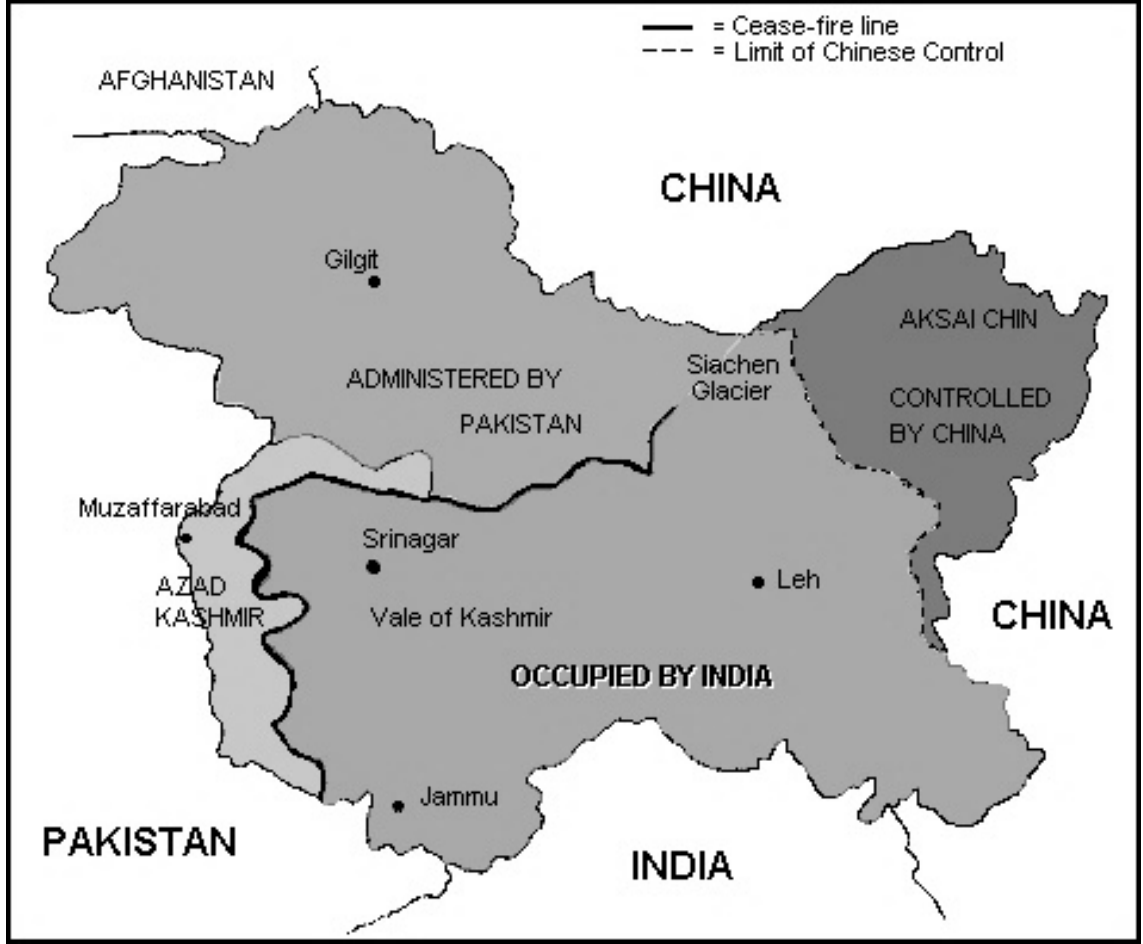 = Cease-fire line
= Limit of Chinese Control
AFGHANISTAN
CHINA
Gilgit
AKSAI CHIN
Siachen
Glacier
ADMINISTERED BY
PAKISTAN
CONTROLLED
BY CHINA
Muzaffarabad
Srinagar
Leh
AZAD
KASHMIR
Vale of Kashmir
CHINA
OCCUPIED BY INDIA
Jammu
PAKISTAN
INDIA